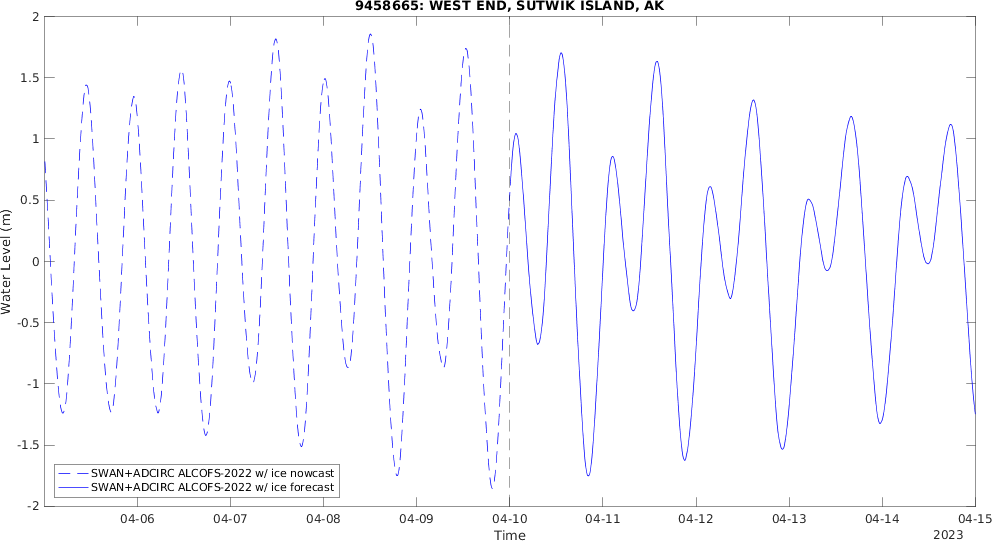 9458665: WEST END, SUTWIK ISLAND, AK
Water Level (m)
2
1.5
1
0.5
0
-0.5
-1
-1.5
-2
SWAN+ADCIRC ALCOFS-2022 w/ ice nowcast
SWAN+ADCIRC ALCOFS-2022 w/ ice forecast
04-06 04-07 04-08 04-09 04-10 04-11 04-12 04-13 04-14 04-15
Time
2023